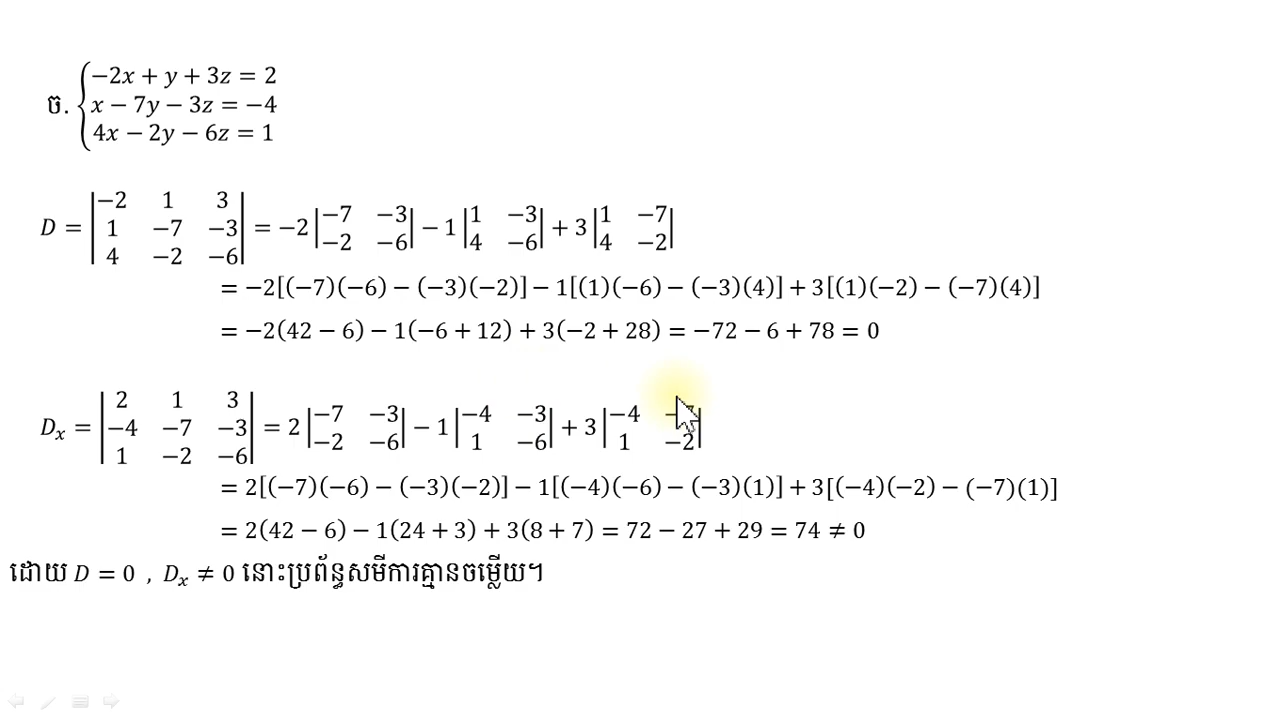 ច. { −2x + y + 3z = 2
x − 7y − 3z = −4
4x − 2y − 6z = 1
D = |−2 1 3; 1 −7 −3; 4 −2 −6| = −2 |−7 −3; −2 −6| − 1 |1 −3; 4 −6| + 3 |1 −7; 4 −2|
= −2[(−7)(−6) − (−3)(−2)] − 1[(1)(−6) − (−3)(4)] + 3[(1)(−2) − (−7)(4)]
= −2(42 − 6) − 1(−6 + 12) + 3(−2 + 28) = −72 − 6 + 78 = 0
Dₓ = |2 1 3; −4 −7 −3; 1 −2 −6| = 2 |−7 −3; −2 −6| − 1 |−4 −3; 1 −6| + 3 |−4 −7; 1 −2|
= 2[(−7)(−6) − (−3)(−2)] − 1[(−4)(−6) − (−3)(1)] + 3[(−4)(−2) − (−7)(1)]
= 2(42 − 6) − 1(24 + 3) + 3(8 + 7) = 72 − 27 + 29 = 74 ≠ 0
ដោយ D = 0 , Dₓ ≠ 0 នោះប្រព័ន្ធសមីការគ្មានចម្លើយ។